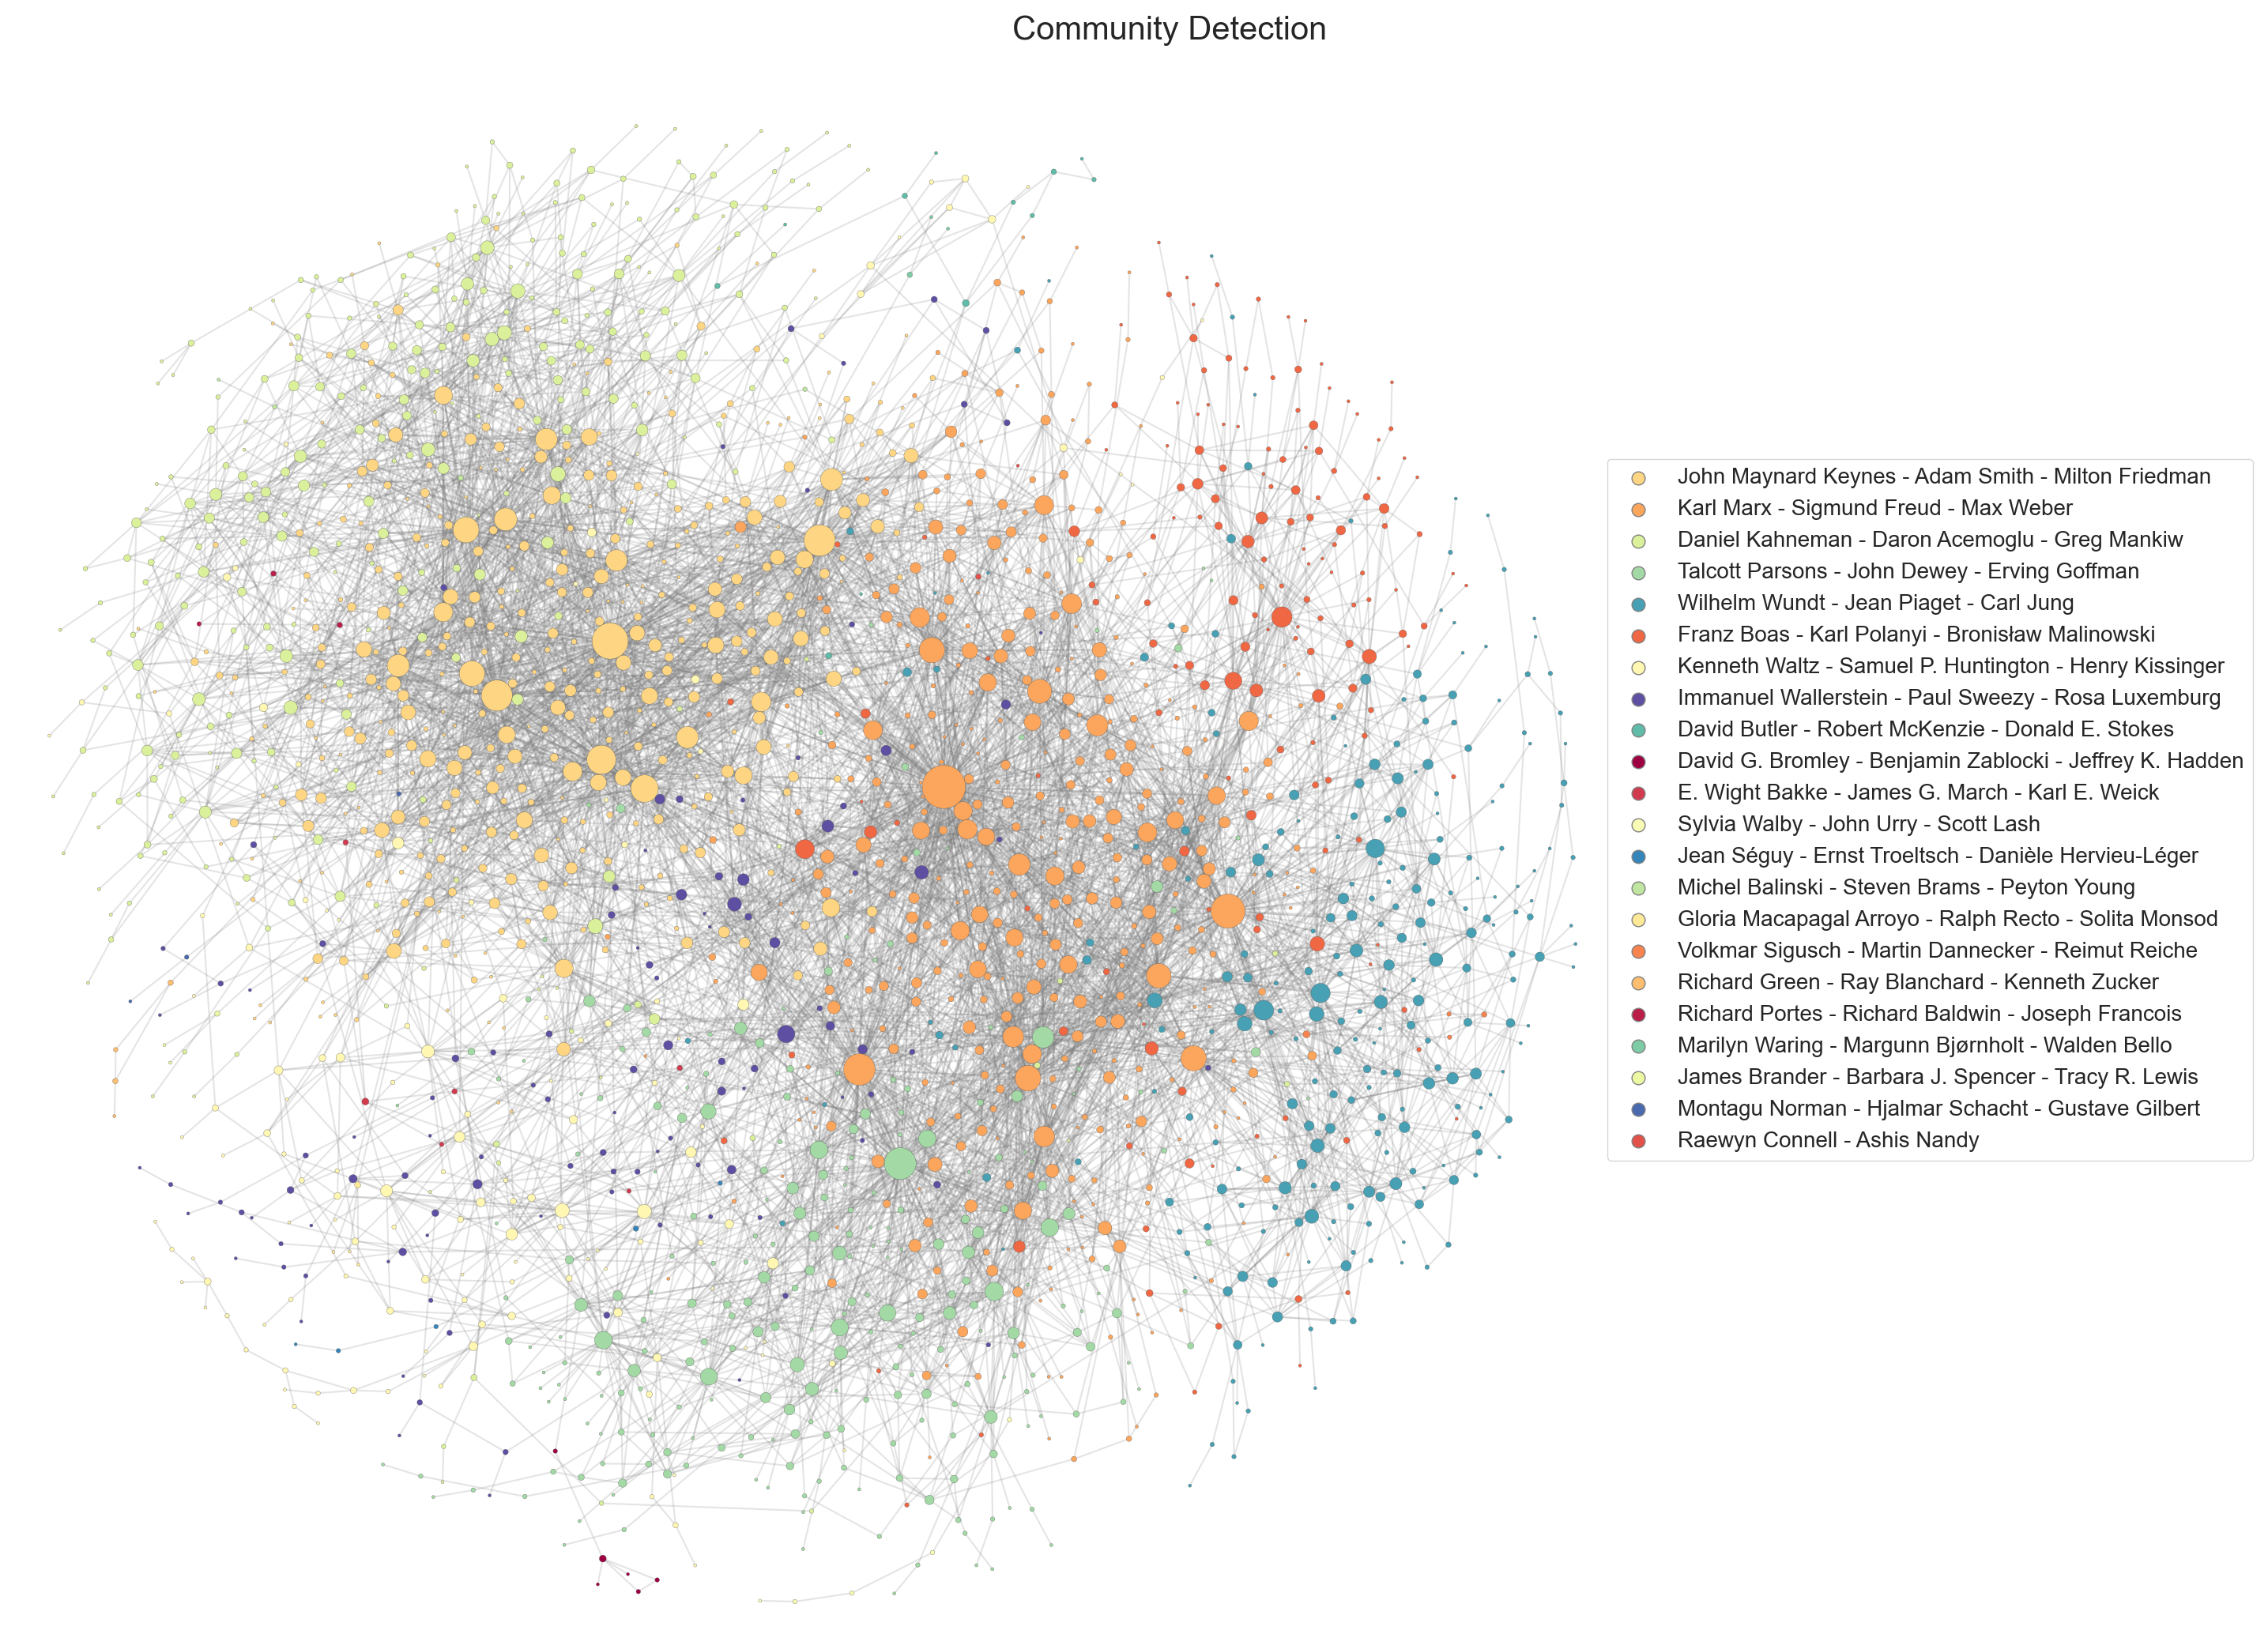 Community Detection
John Maynard Keynes - Adam Smith - Milton Friedman
Karl Marx - Sigmund Freud - Max Weber
Daniel Kahneman - Daron Acemoglu - Greg Mankiw
Talcott Parsons - John Dewey - Erving Goffman
Wilhelm Wundt - Jean Piaget - Carl Jung
Franz Boas - Karl Polanyi - Bronisław Malinowski
Kenneth Waltz - Samuel P. Huntington - Henry Kissinger
Immanuel Wallerstein - Paul Sweezy - Rosa Luxemburg
David Butler - Robert McKenzie - Donald E. Stokes
David G. Bromley - Benjamin Zablocki - Jeffrey K. Hadden
E. Wight Bakke - James G. March - Karl E. Weick
Sylvia Walby - John Urry - Scott Lash
Jean Séguy - Ernst Troeltsch - Danièle Hervieu-Léger
Michel Balinski - Steven Brams - Peyton Young
Gloria Macapagal Arroyo - Ralph Recto - Solita Monsod
Volkmar Sigusch - Martin Dannecker - Reimut Reiche
Richard Green - Ray Blanchard - Kenneth Zucker
Richard Portes - Richard Baldwin - Joseph Francois
Marilyn Waring - Margunn Bjørnholt - Walden Bello
James Brander - Barbara J. Spencer - Tracy R. Lewis
Montagu Norman - Hjalmar Schacht - Gustave Gilbert
Raewyn Connell - Ashis Nandy